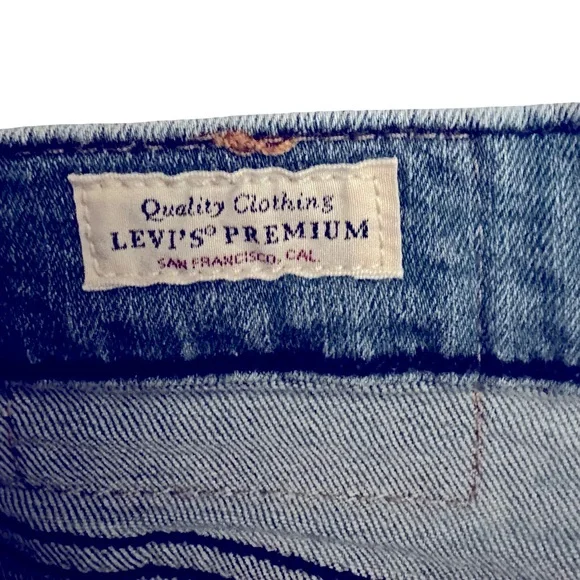 Quality Clothing
LEVI'S® PREMIUM
SAN FRANCISCO, CAL.